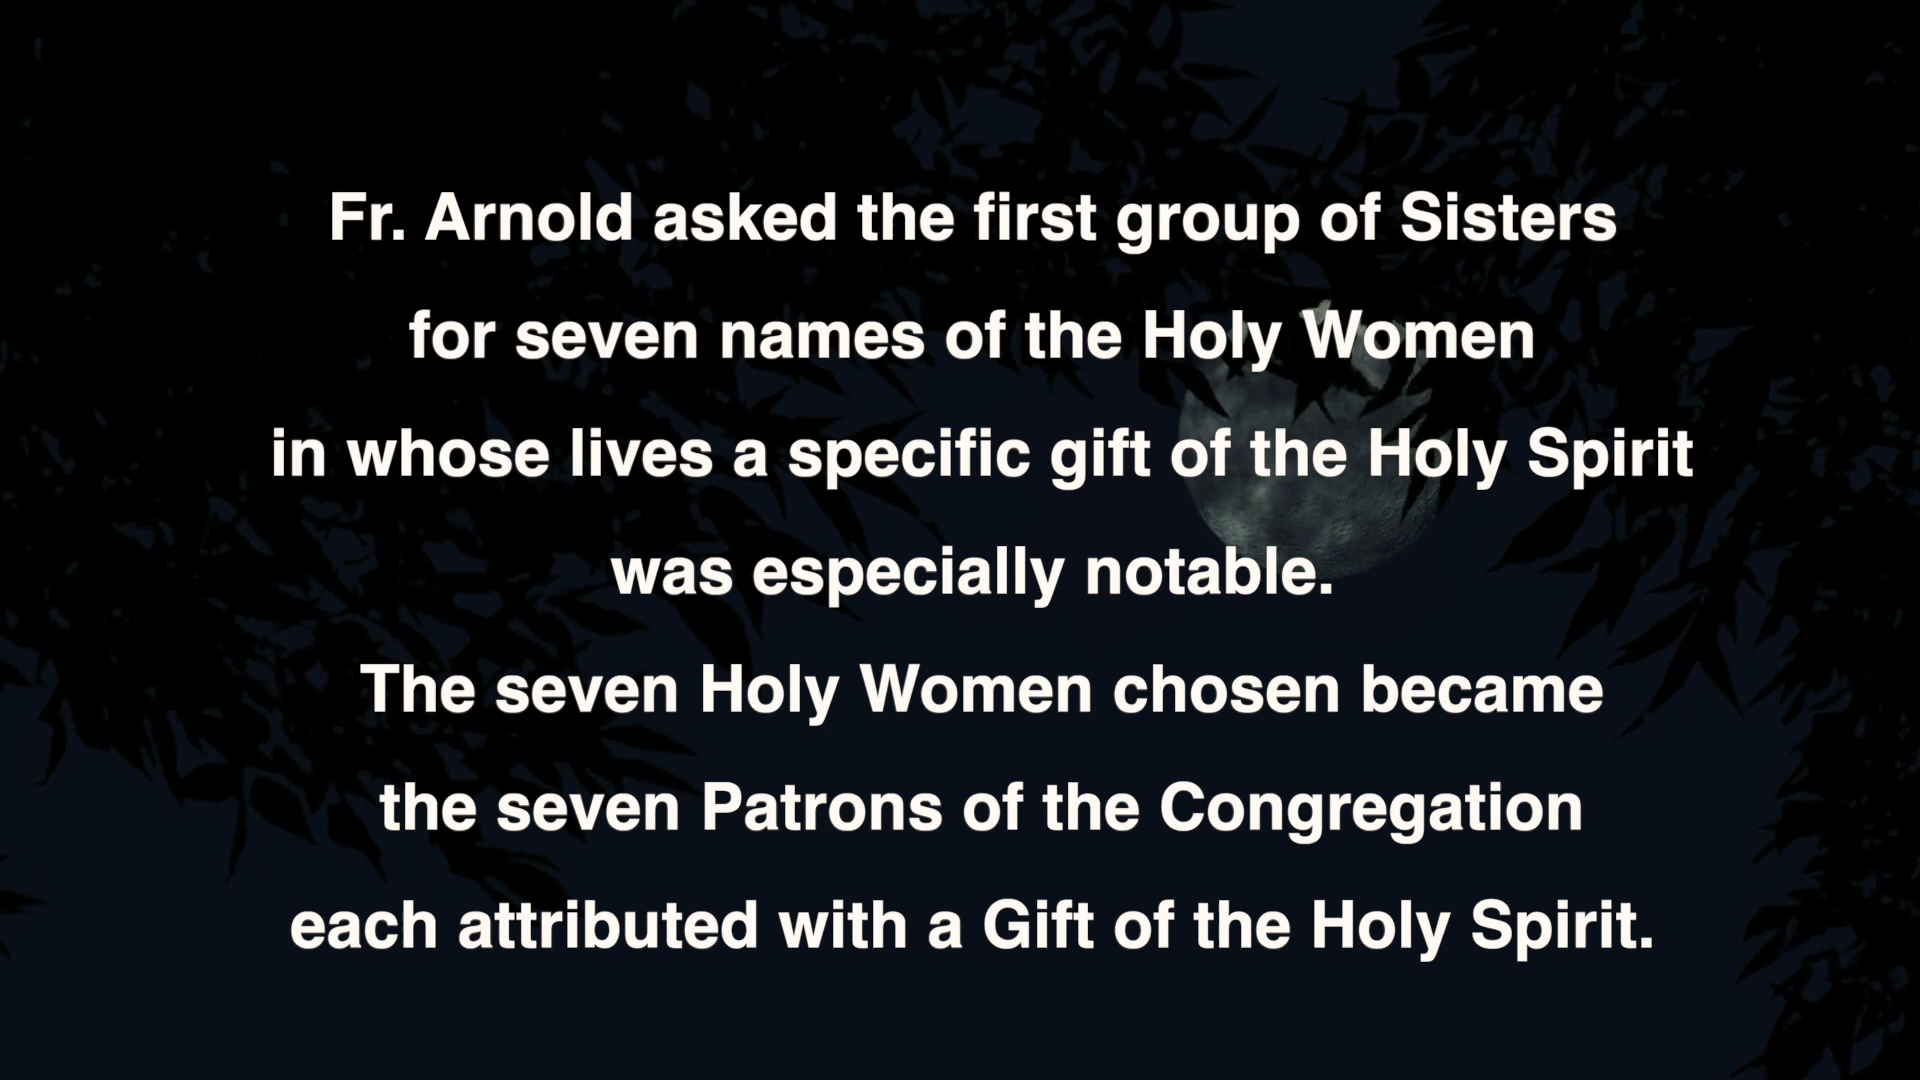 Fr. Arnold asked the first group of Sisters
for seven names of the Holy Women
in whose lives a specific gift of the Holy Spirit
was especially notable.
The seven Holy Women chosen became
the seven Patrons of the Congregation
each attributed with a Gift of the Holy Spirit.